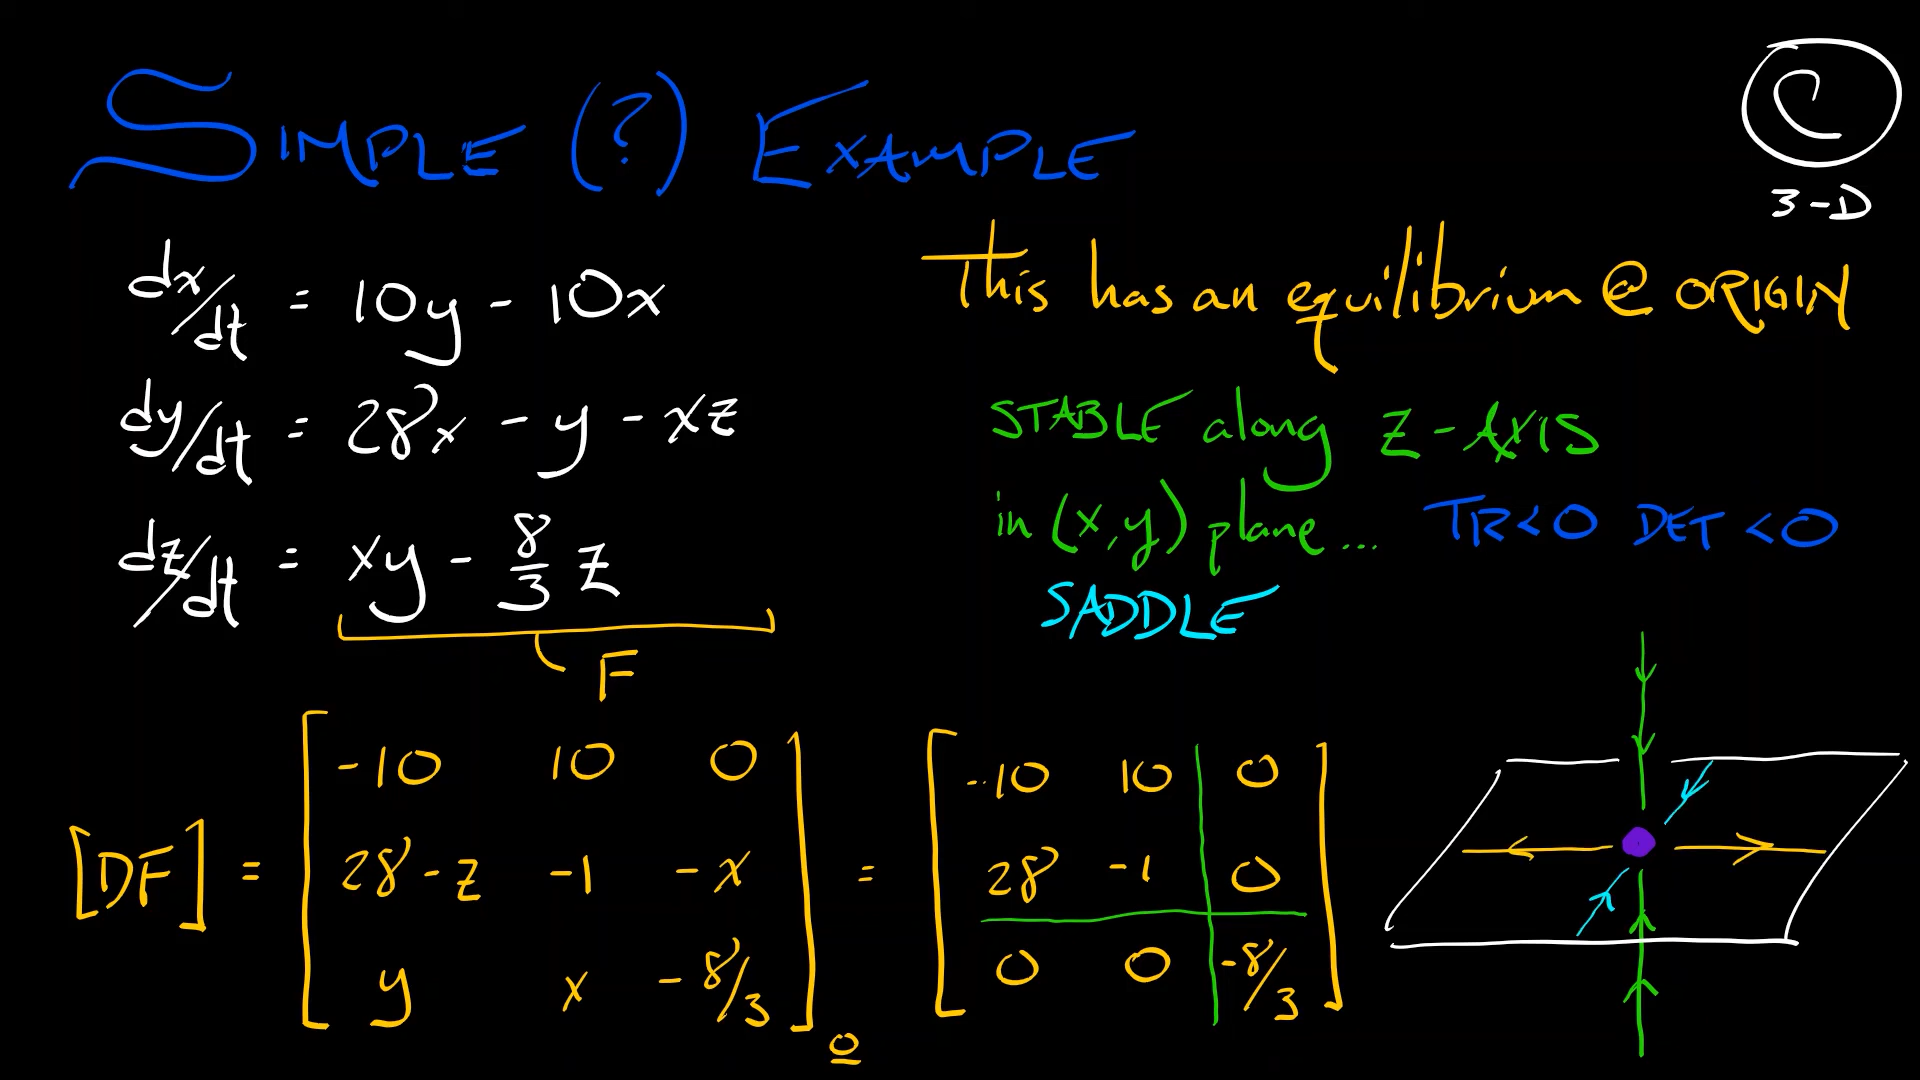 SIMPLE (?) EXAMPLE
C
3-D
dx/dt = 10y - 10x
dy/dt = 28x - y - xz
dz/dt = xy - 8/3 z
F
This has an equilibrium @ ORIGIN
STABLE along z-AXIS
in (x,y) plane... TR<0 DET<0
SADDLE
[DF] = [ -10 10 0
28-z -1 -x
y x -8/3 ] 0
= [ -10 10 0
28 -1 0
0 0 -8/3 ]